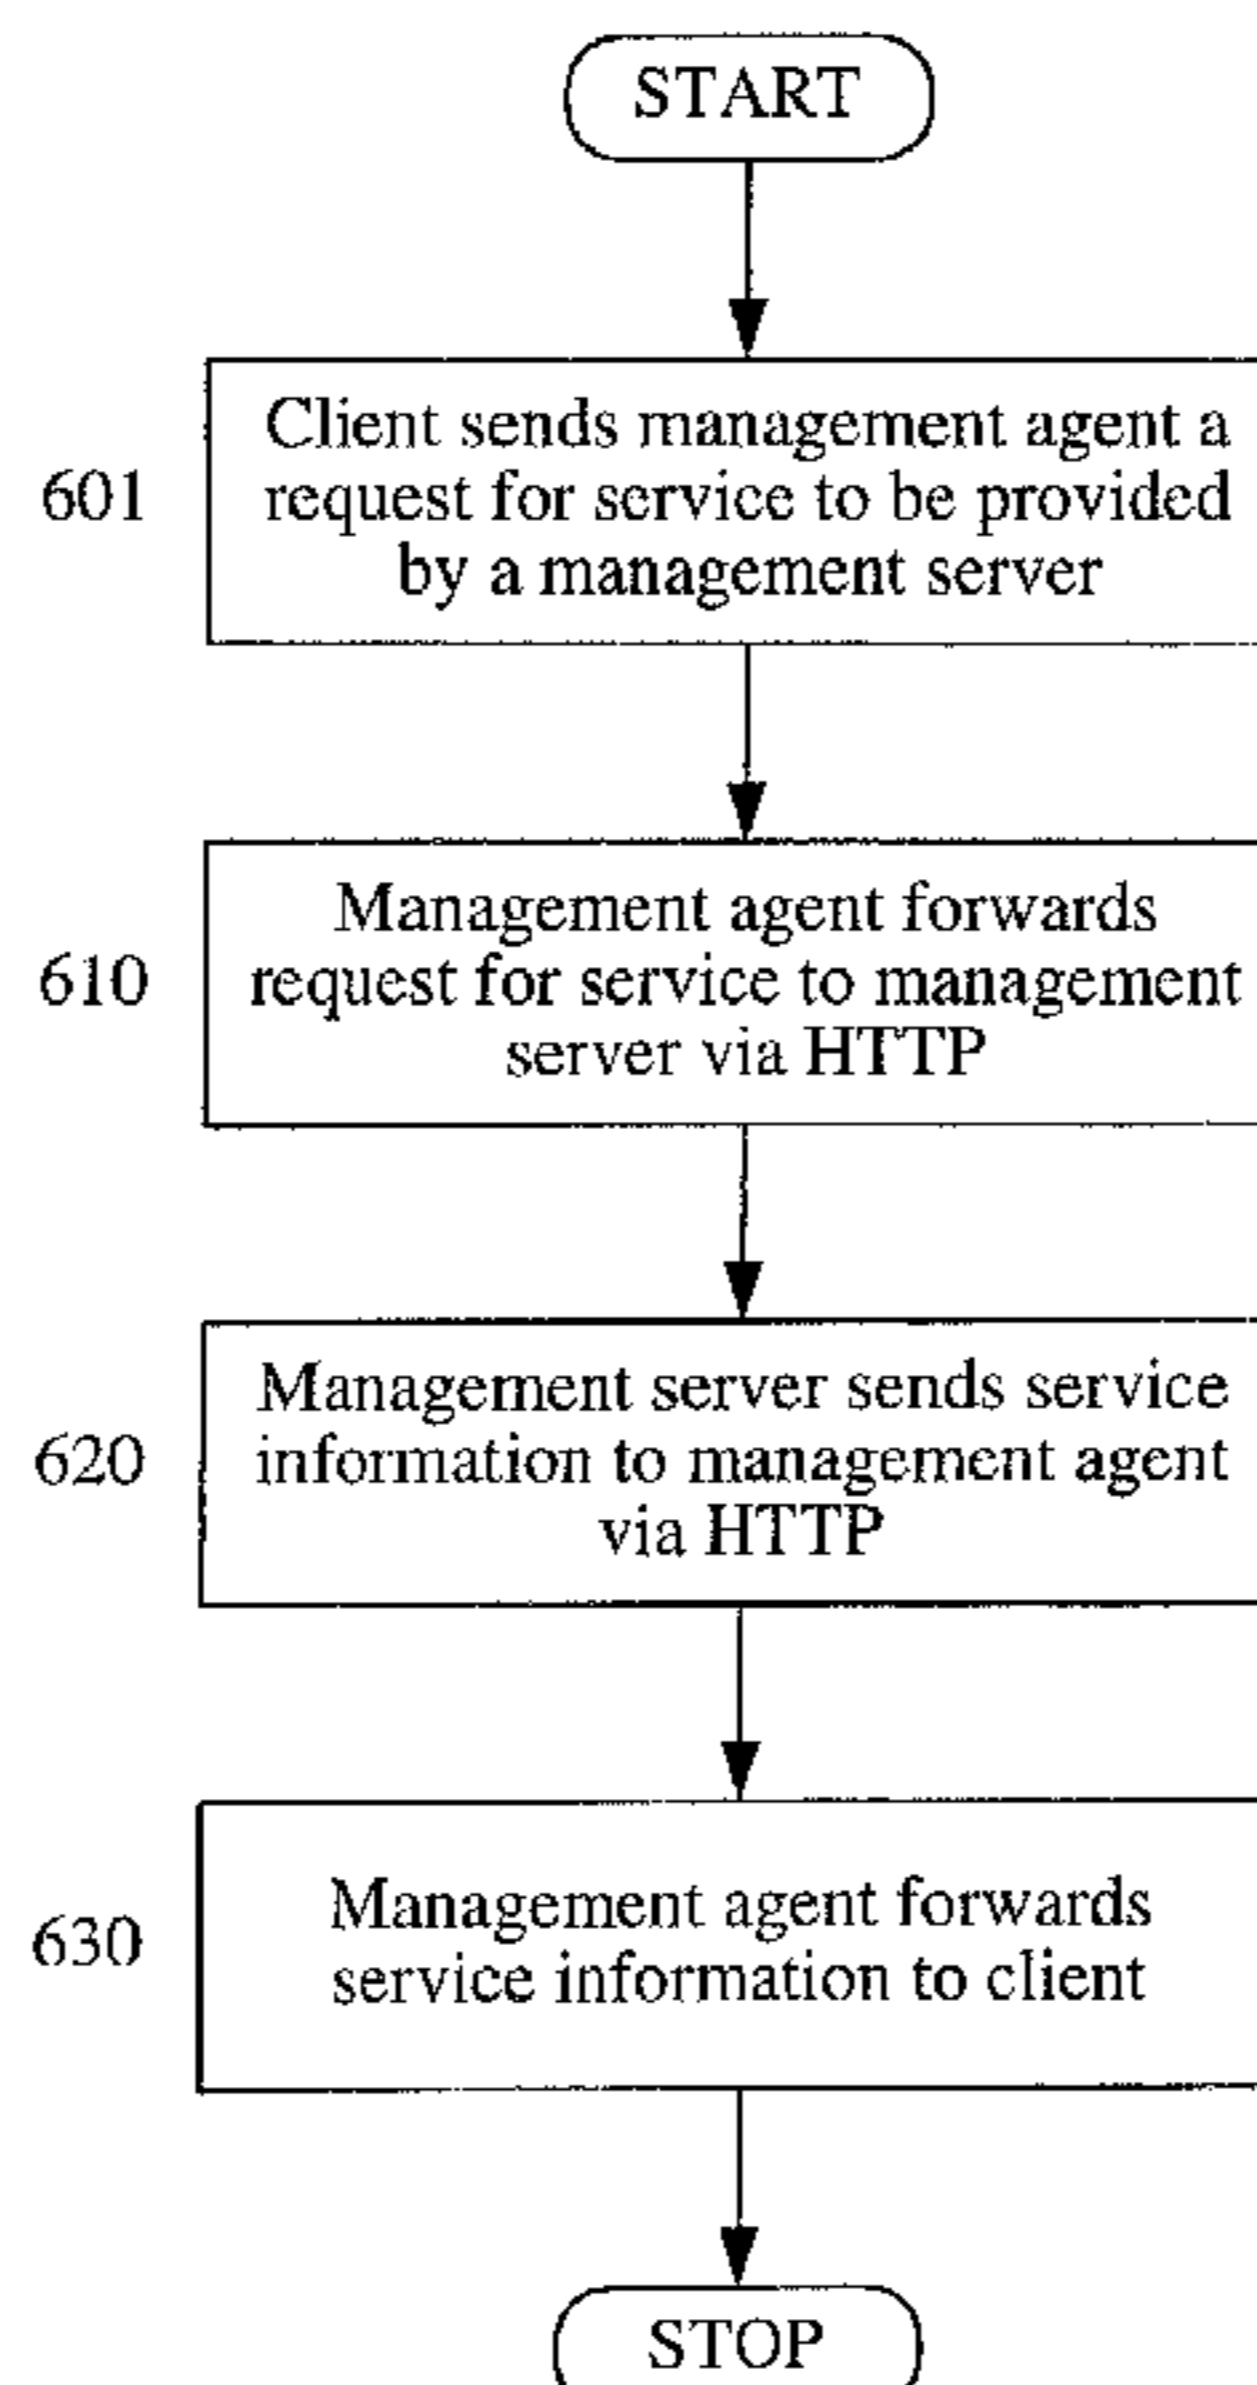 START
601
Client sends management agent a
request for service to be provided
by a management server
610
Management agent forwards
request for service to management
server via HTTP
620
Management server sends service
information to management agent
via HTTP
630
Management agent forwards
service information to client
STOP